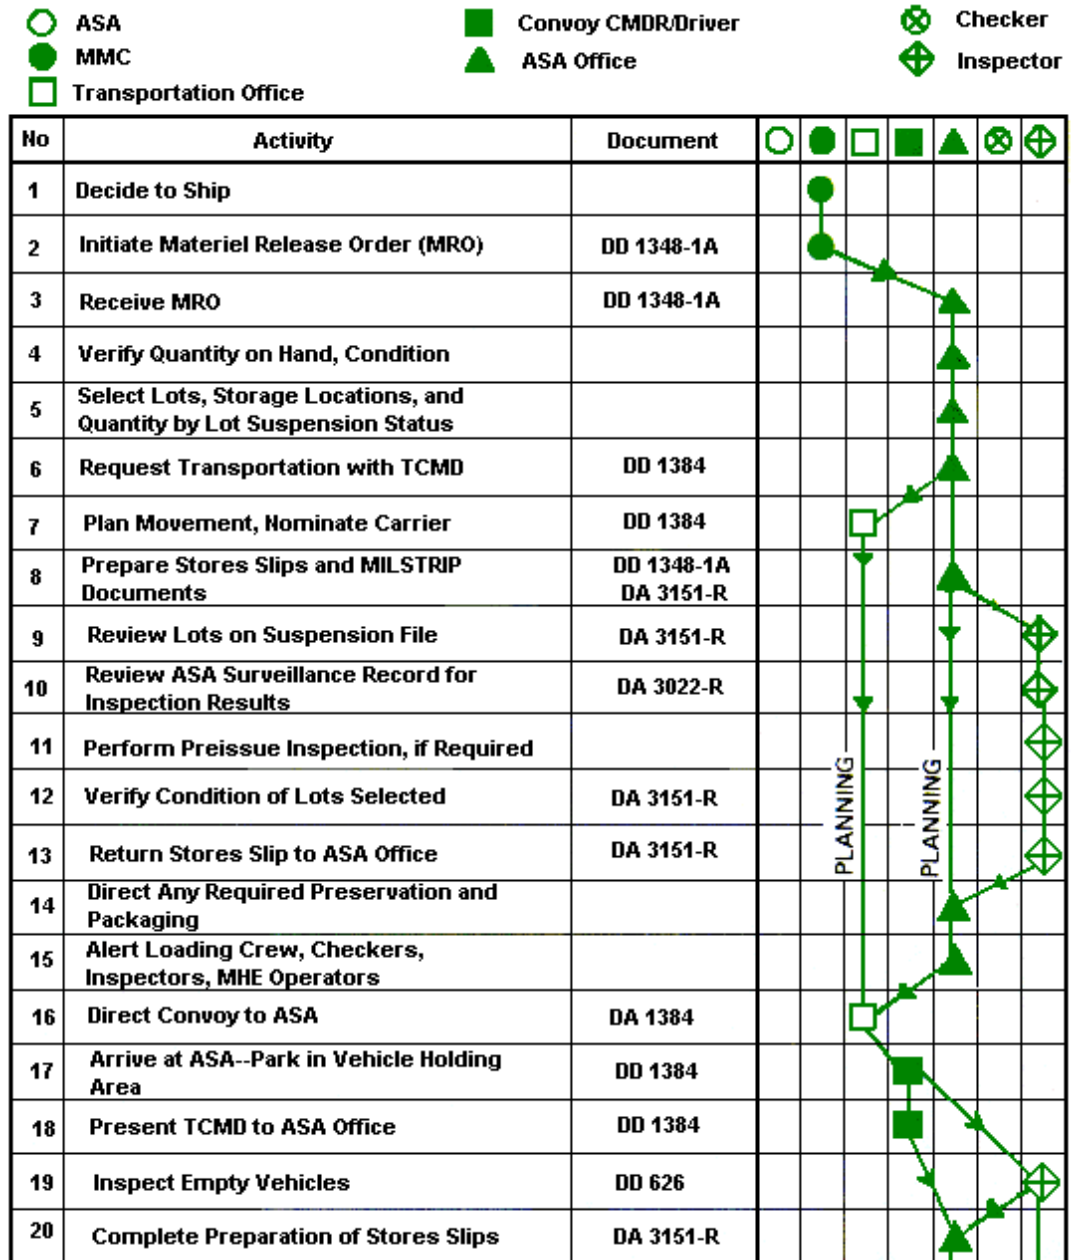 ASA
Convoy CMDR/Driver
Checker
MMC
ASA Office
Inspector
Transportation Office
No Activity Document
1 Decide to Ship
2 Initiate Materiel Release Order (MRO) DD 1348-1A
3 Receive MRO DD 1348-1A
4 Verify Quantity on Hand, Condition
5 Select Lots, Storage Locations, and
Quantity by Lot Suspension Status
6 Request Transportation with TCMD DD 1384
7 Plan Movement, Nominate Carrier DD 1384
8 Prepare Stores Slips and MILSTRIP DD 1348-1A
Documents DA 3151-R
9 Review Lots on Suspension File DA 3151-R
10 Review ASA Surveillance Record for DA 3022-R
Inspection Results
11 Perform Preissue Inspection, if Required
12 Verify Condition of Lots Selected DA 3151-R
13 Return Stores Slip to ASA Office DA 3151-R
PLANNING
PLANNING
14 Direct Any Required Preservation and
Packaging
15 Alert Loading Crew, Checkers,
Inspectors, MHE Operators
16 Direct Convoy to ASA DA 1384
17 Arrive at ASA--Park in Vehicle Holding DD 1384
Area
18 Present TCMD to ASA Office DD 1384
19 Inspect Empty Vehicles DD 626
20 Complete Preparation of Stores Slips DA 3151-R